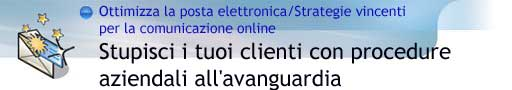 Ottimizza la posta elettronica/Strategie vincenti
per la comunicazione online
Stupisci i tuoi clienti con procedure
aziendali all'avanguardia